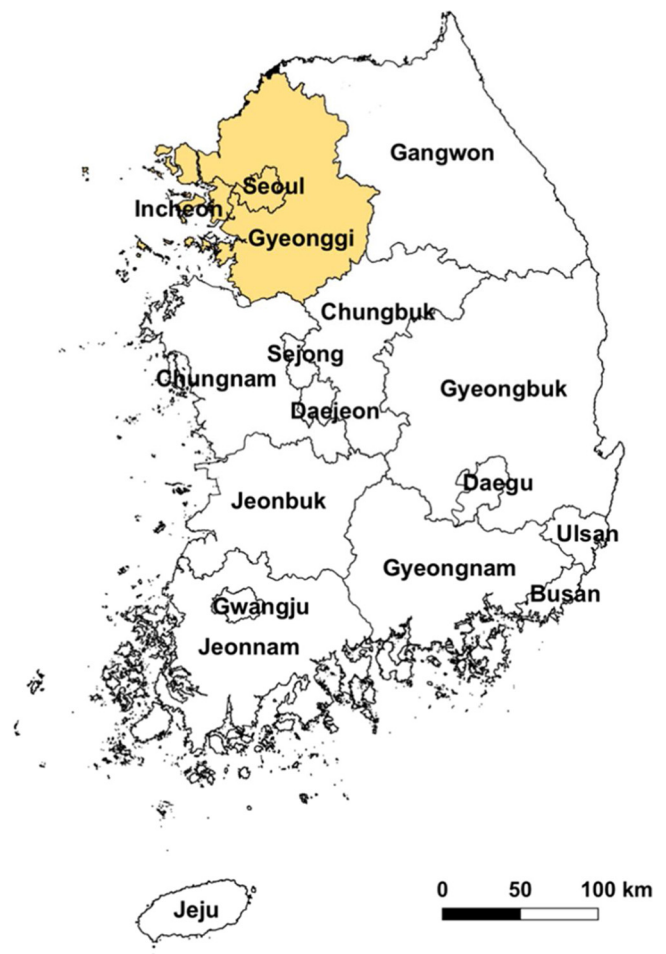 Gangwon
Seoul
Incheon
Gyeonggi
Chungbuk
Sejong
Chungnam
Gyeongbuk
Daejeon
Daegu
Jeonbuk
Ulsan
Gyeongnam
Busan
Gwangju
Jeonnam
0 50 100 km
Jeju